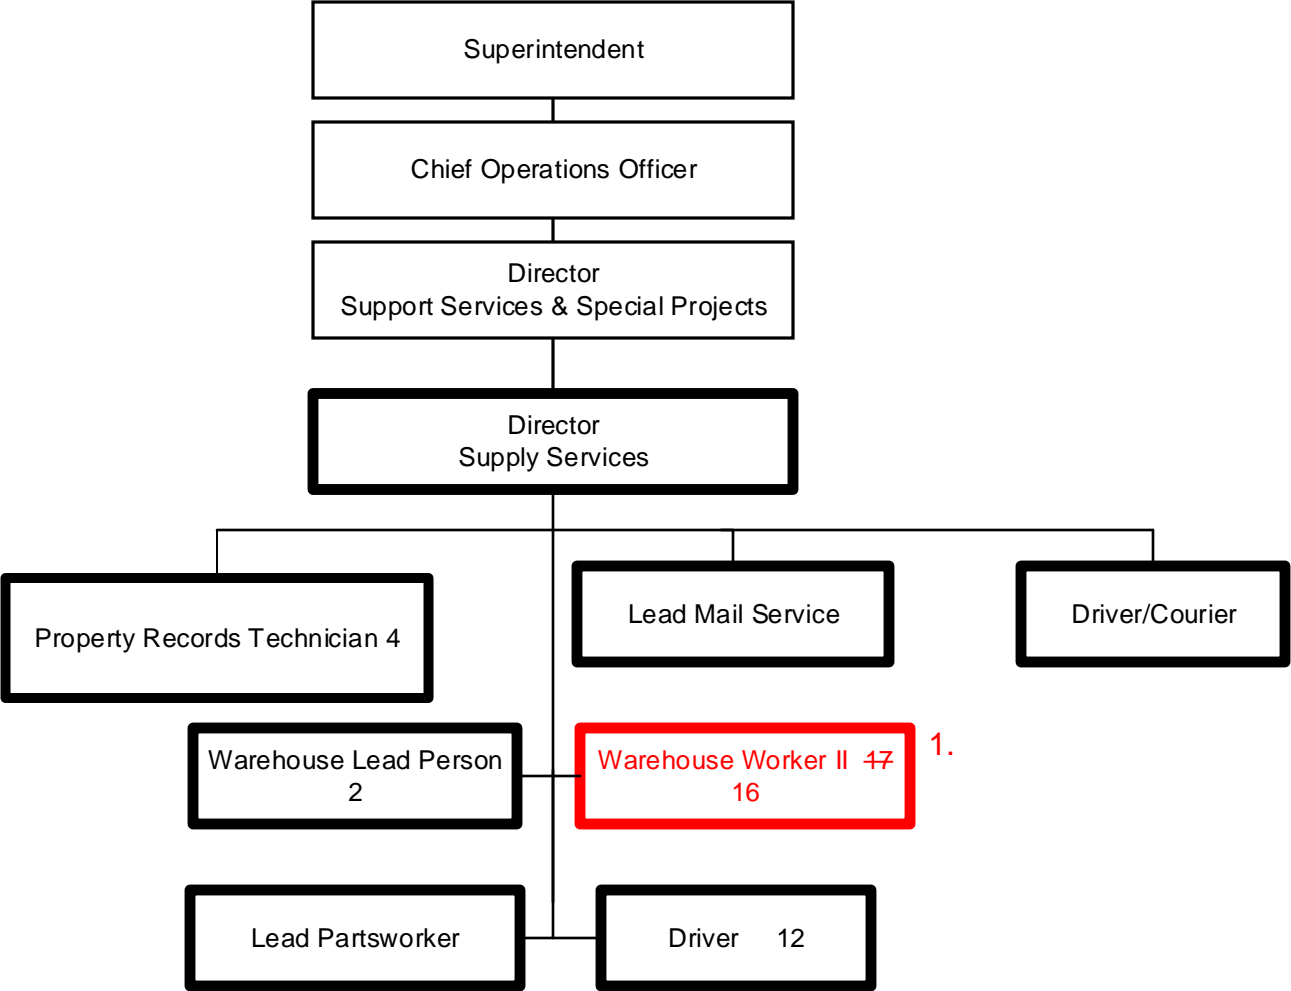 Superintendent
Chief Operations Officer
Director
Support Services & Special Projects
Director
Supply Services
Property Records Technician 4
Lead Mail Service
Driver/Courier
Warehouse Lead Person
2
Warehouse Worker II 17
16
1.
Lead Partsworker
Driver 12